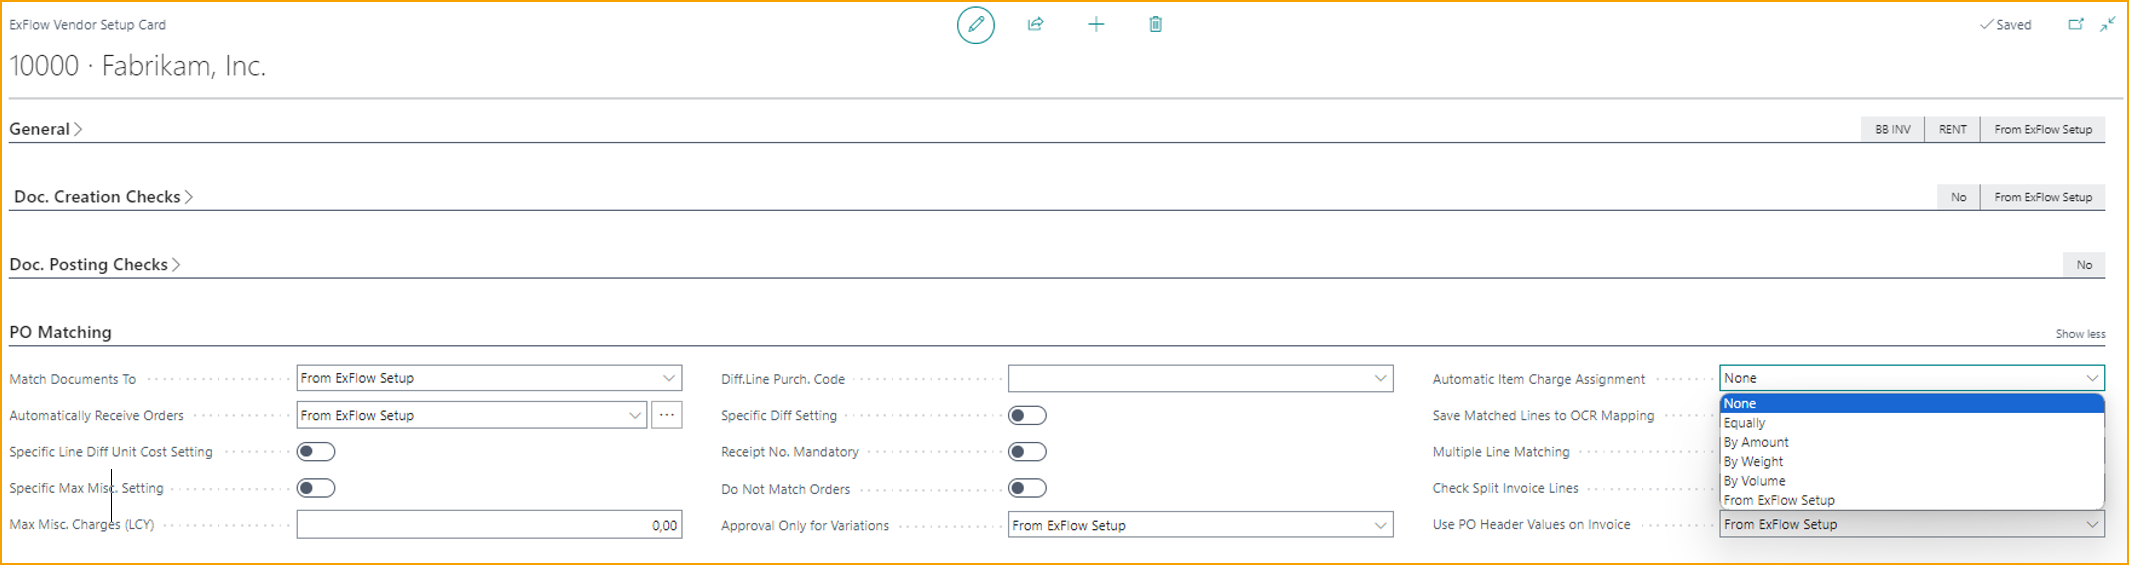 ExFlow Vendor Setup Card
Saved
10000 · Fabrikam, Inc.
General
BB INV
RENT
From ExFlow Setup
Doc. Creation Checks
No
From ExFlow Setup
Doc. Posting Checks
No
PO Matching
Show less
Match Documents To
From ExFlow Setup
Automatically Receive Orders
From ExFlow Setup
Specific Line Diff Unit Cost Setting
Specific Max Misc. Setting
Max Misc. Charges (LCY)
0,00
Diff.Line Purch. Code
Specific Diff Setting
Receipt No. Mandatory
Do Not Match Orders
Approval Only for Variations
From ExFlow Setup
Automatic Item Charge Assignment
None
None
Equally
By Amount
By Weight
By Volume
From ExFlow Setup
Save Matched Lines to OCR Mapping
Multiple Line Matching
Check Split Invoice Lines
Use PO Header Values on Invoice
From ExFlow Setup